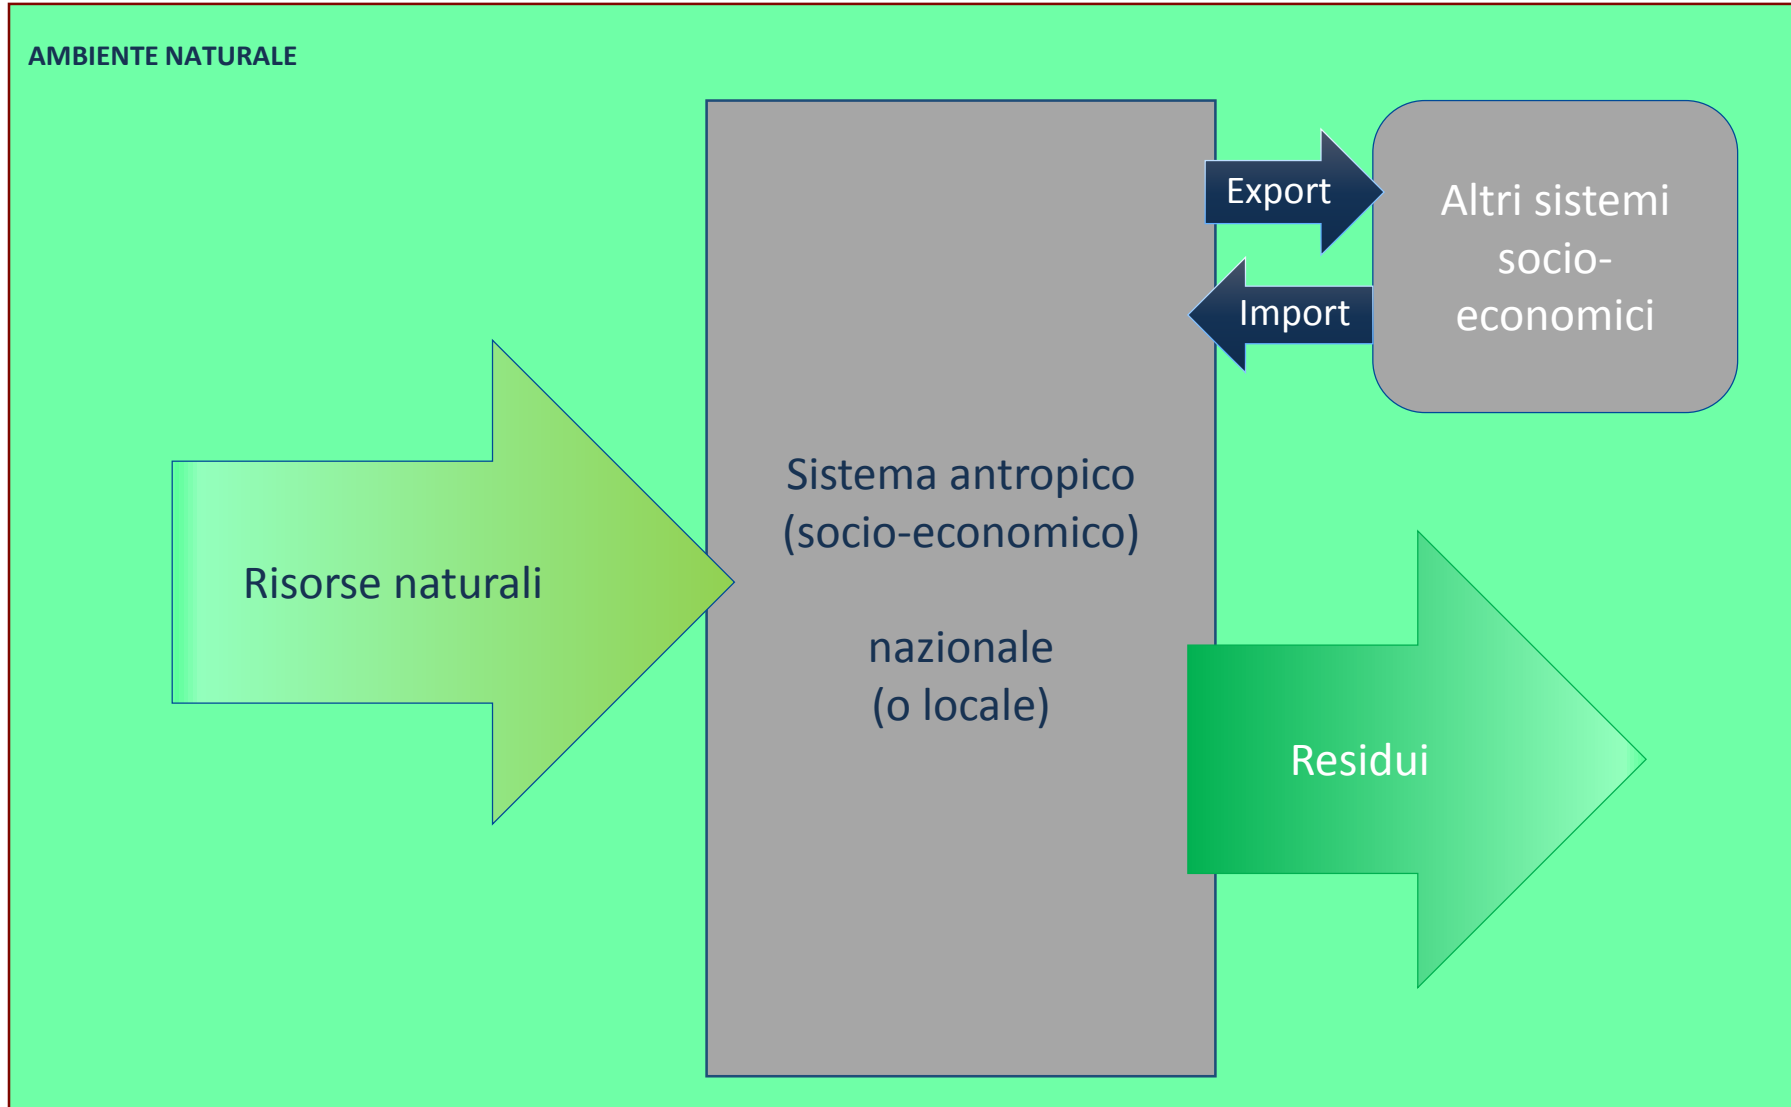 AMBIENTE NATURALE
Export
Import
Altri sistemi
socio-
economici
Risorse naturali
Sistema antropico
(socio-economico)
nazionale
(o locale)
Residui